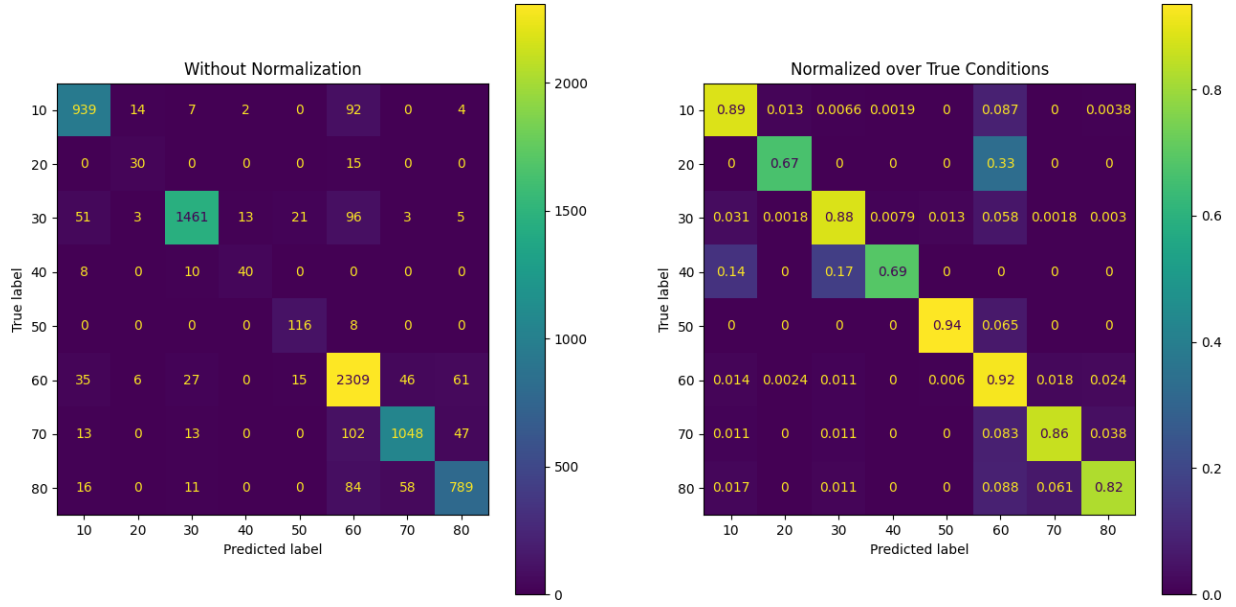 Without Normalization
True label
10 939 14 7 2 0 92 0 4
20 0 30 0 0 0 15 0 0
30 51 3 1461 13 21 96 3 5
40 8 0 10 40 0 0 0 0
50 0 0 0 0 116 8 0 0
60 35 6 27 0 15 2309 46 61
70 13 0 13 0 0 102 1048 47
80 16 0 11 0 0 84 58 789
10 20 30 40 50 60 70 80
Predicted label
2000
1500
1000
500
0
Normalized over True Conditions
True label
10 0.89 0.013 0.0066 0.0019 0 0.087 0 0.0038
20 0 0.67 0 0 0 0.33 0 0
30 0.031 0.0018 0.88 0.0079 0.013 0.058 0.0018 0.003
40 0.14 0 0.17 0.69 0 0 0 0
50 0 0 0 0 0.94 0.065 0 0
60 0.014 0.0024 0.011 0 0.006 0.92 0.018 0.024
70 0.011 0 0.011 0 0 0.083 0.86 0.038
80 0.017 0 0.011 0 0 0.088 0.061 0.82
10 20 30 40 50 60 70 80
Predicted label
0.8
0.6
0.4
0.2
0.0